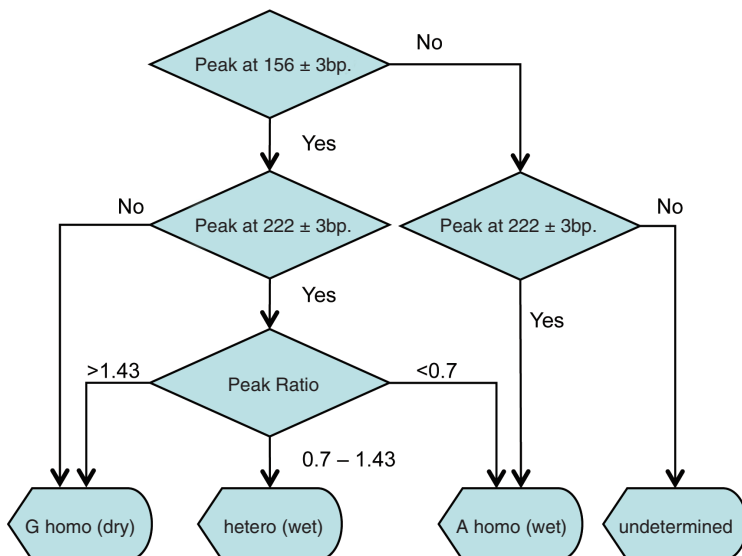 No
Peak at 156 ± 3bp.
Yes
No
Peak at 222 ± 3bp.
Peak at 222 ± 3bp.
No
Yes
Yes
>1.43
Peak Ratio
<0.7
0.7 – 1.43
G homo (dry)
hetero (wet)
A homo (wet)
undetermined